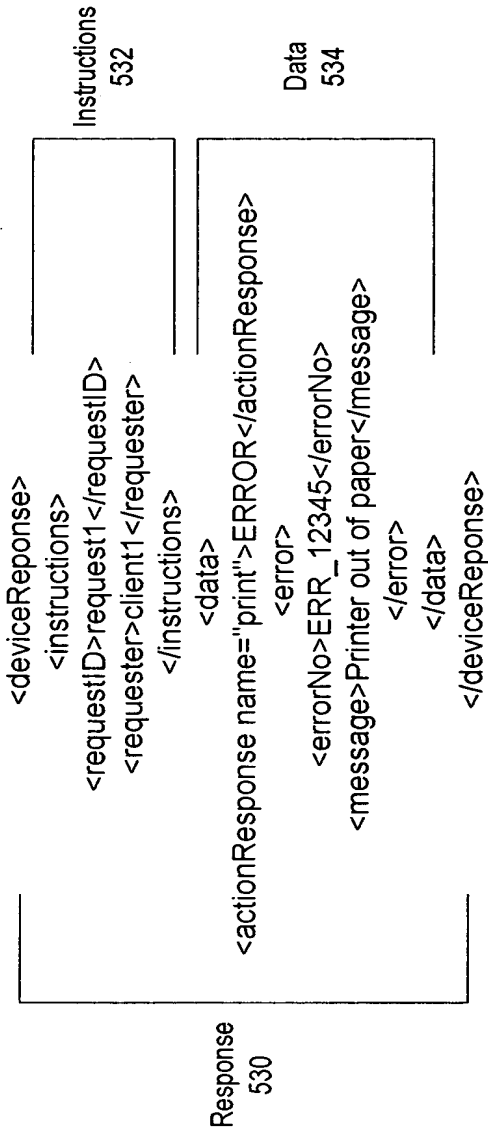 Response
530
<deviceReponse>
<instructions>
<requestID>request1</requestID>
<requester>client1</requester>
</instructions>
<data>
<actionResponse name="print">ERROR</actionResponse>
<error>
<errorNo>ERR_12345</errorNo>
<message>Printer out of paper</message>
</error>
</data>
</deviceReponse>
Instructions
532
Data
534